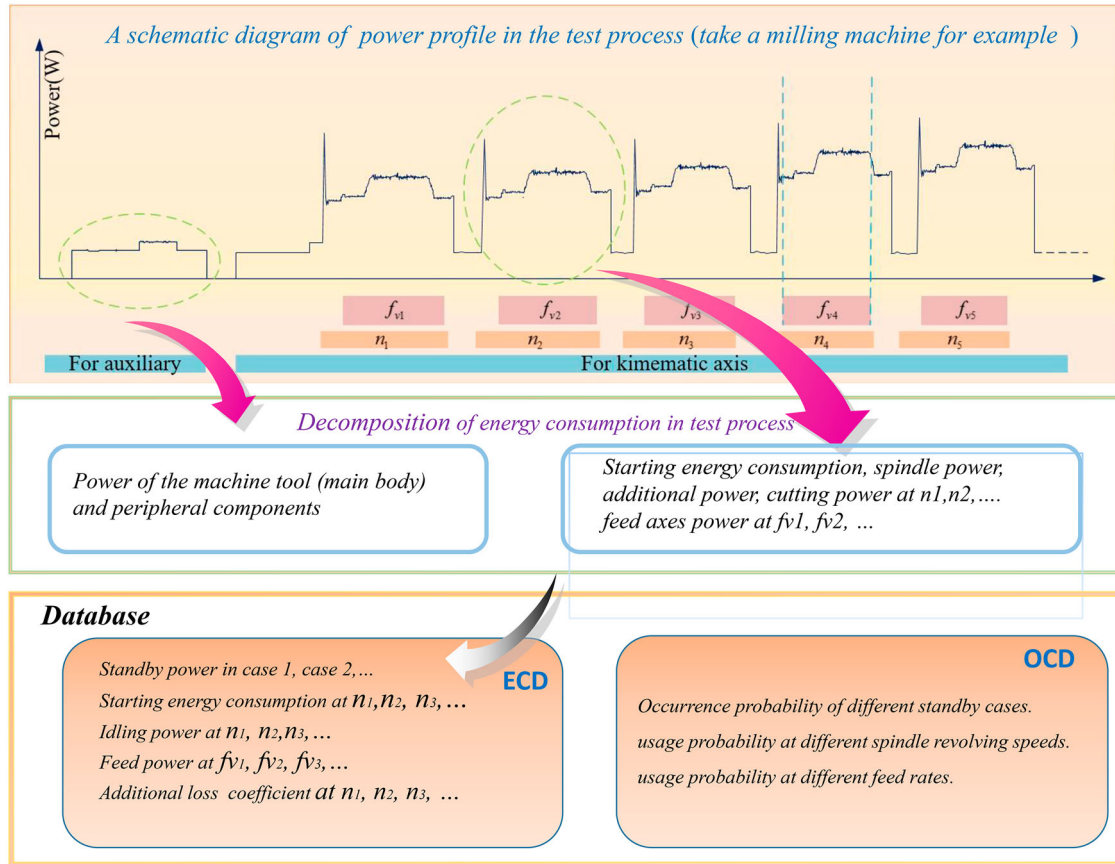 A schematic diagram of power profile in the test process (take a milling machine for example )
Power(W)
fv1 fv2 fv3 fv4 fv5
n1 n2 n3 n4 n5
For auxiliary For kimematic axis
Decomposition of energy consumption in test process
Power of the machine tool (main body)
and peripheral components
Starting energy consumption, spindle power,
additional power, cutting power at n1,n2,....
feed axes power at fv1, fv2, ...
Database
ECD
Standby power in case 1, case 2,...
Starting energy consumption at n1,n2, n3,...
Idling power at n1, n2,n3,...
Feed power at fv1, fv2, fv3,...
Additional loss coefficient at n1, n2, n3, ...
OCD
Occurrence probability of different standby cases.
usage probability at different spindle revolving speeds.
usage probability at different feed rates.